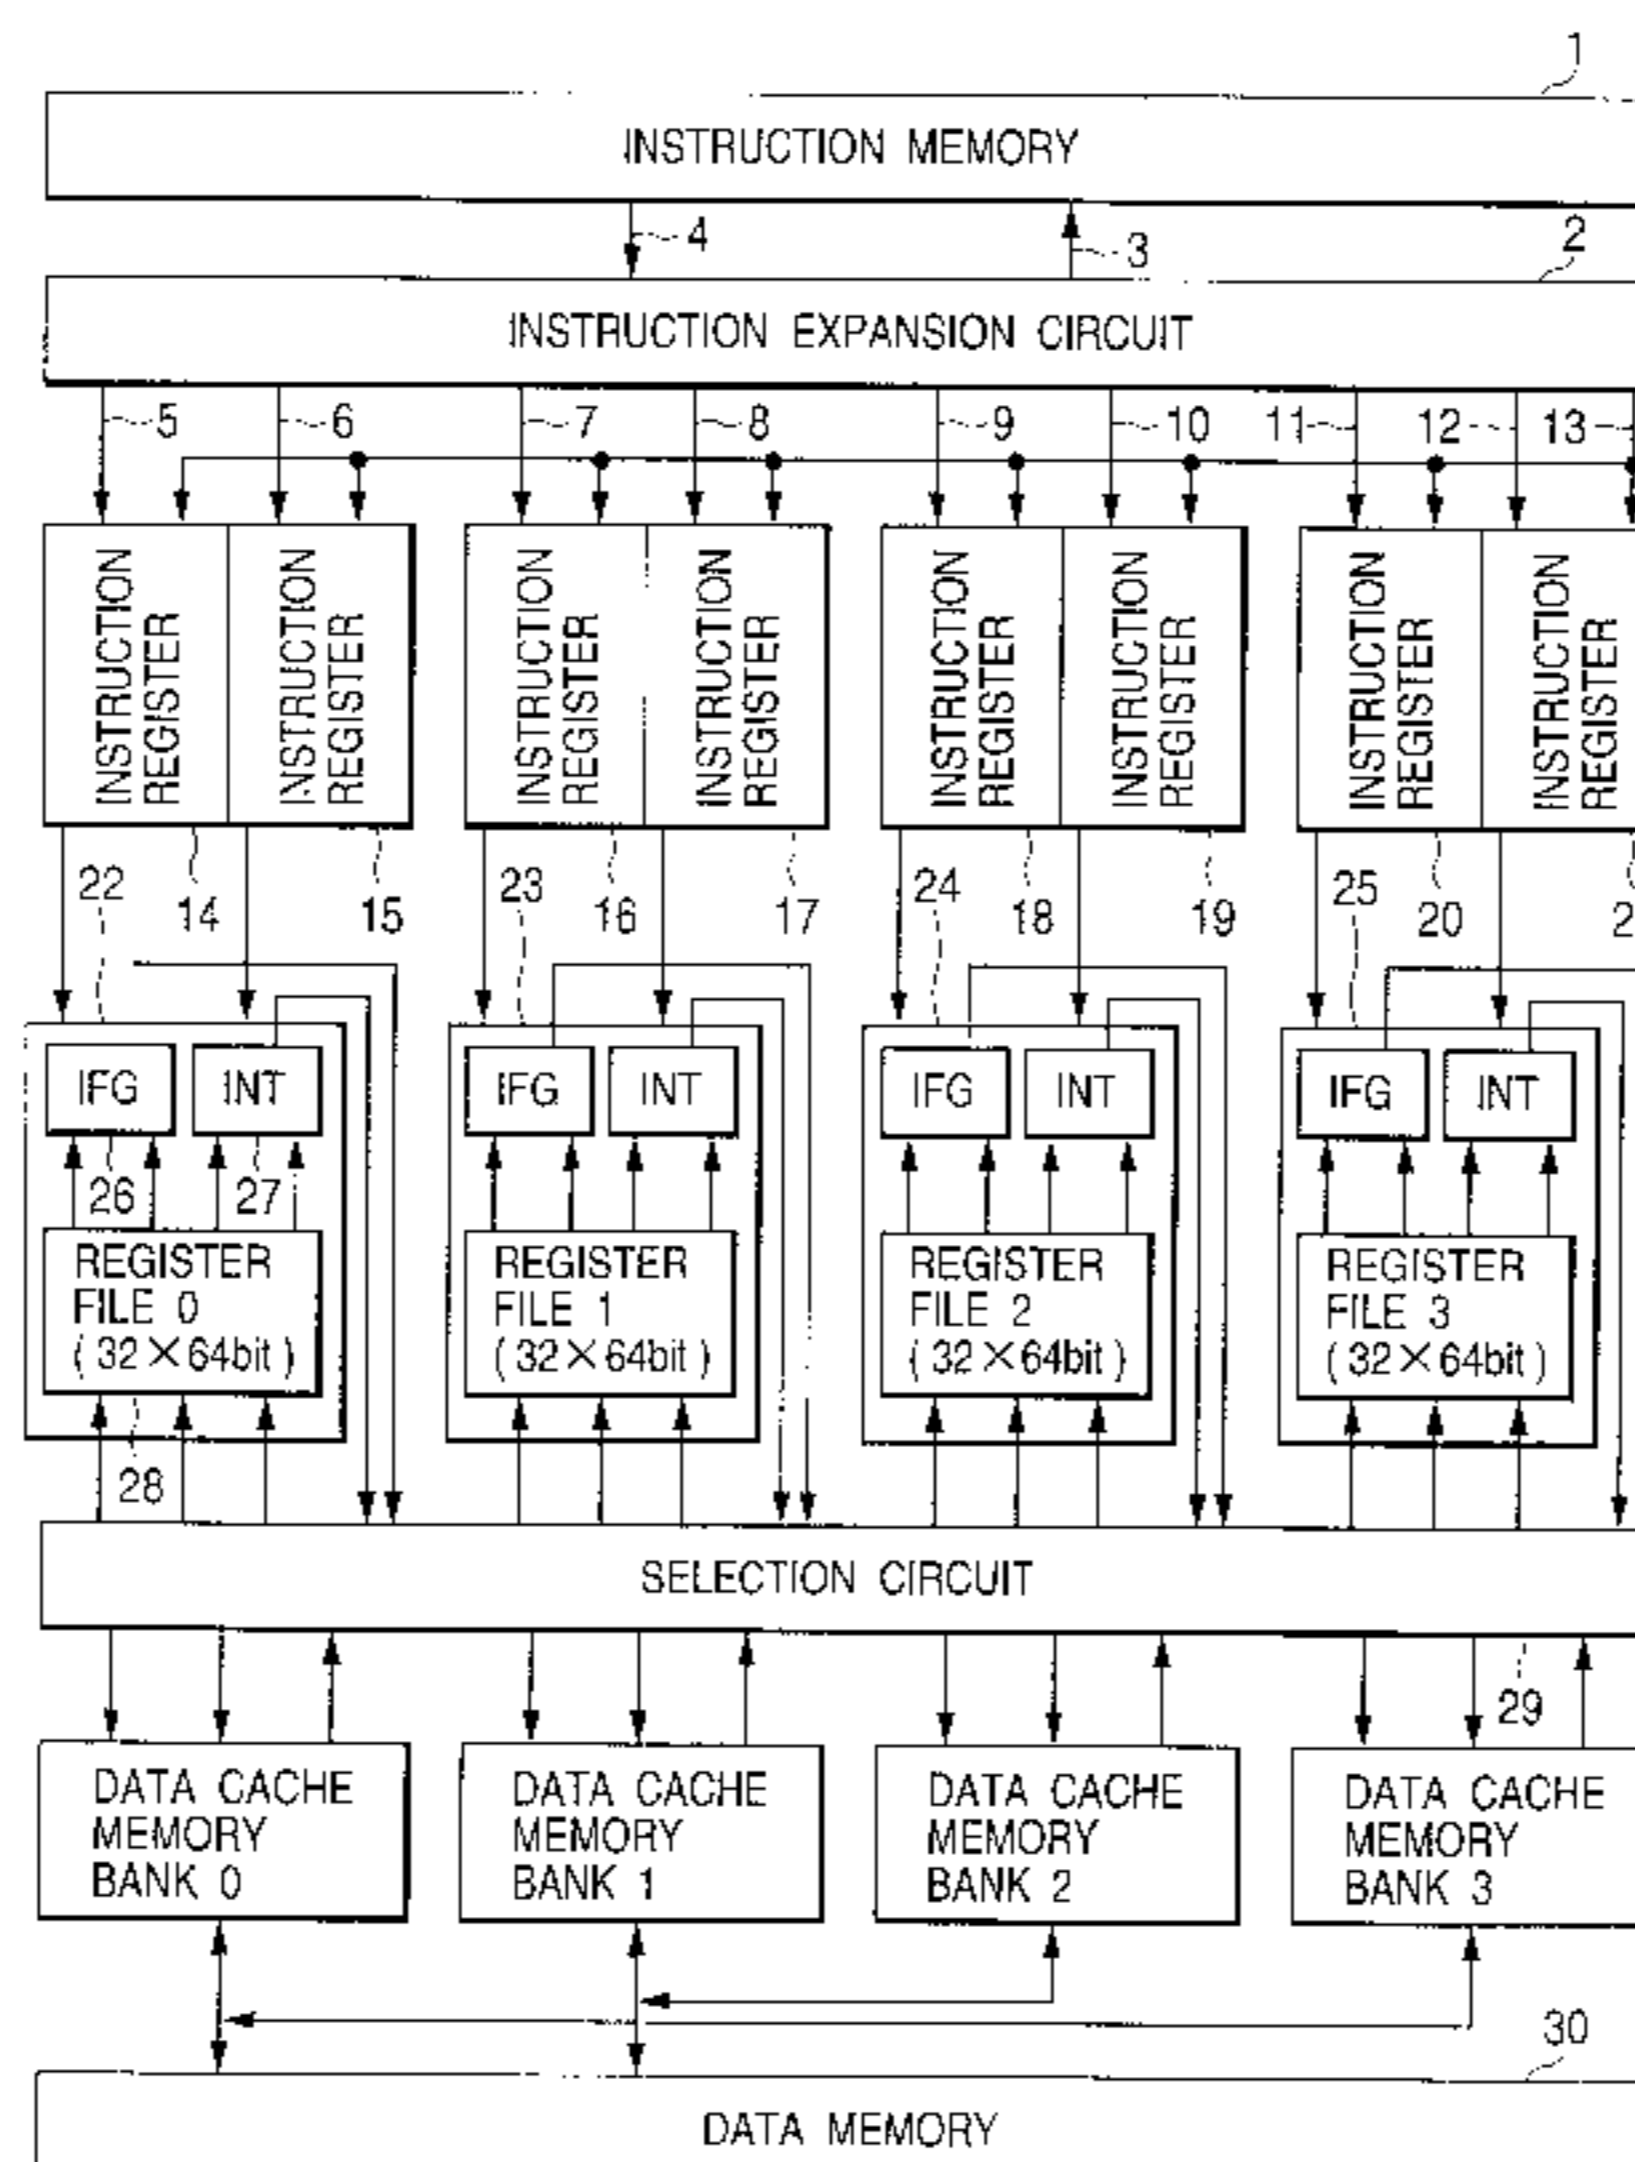 1
INSTRUCTION MEMORY
4
3
2
INSTRUCTION EXPANSION CIRCUIT
5 6 7 8 9 10 11 12 13
INSTRUCTION
REGISTER
INSTRUCTION
REGISTER
INSTRUCTION
REGISTER
INSTRUCTION
REGISTER
INSTRUCTION
REGISTER
INSTRUCTION
REGISTER
INSTRUCTION
REGISTER
INSTRUCTION
REGISTER
22 23 24 25
14 15 16 17 18 19 20
IFG INT IFG INT IFG INT IFG INT
26 27
REGISTER
FILE 0
(32×64bit)
REGISTER
FILE 1
(32×64bit)
REGISTER
FILE 2
(32×64bit)
REGISTER
FILE 3
(32×64bit)
28
SELECTION CIRCUIT
29
DATA CACHE
MEMORY
BANK 0
DATA CACHE
MEMORY
BANK 1
DATA CACHE
MEMORY
BANK 2
DATA CACHE
MEMORY
BANK 3
30
DATA MEMORY